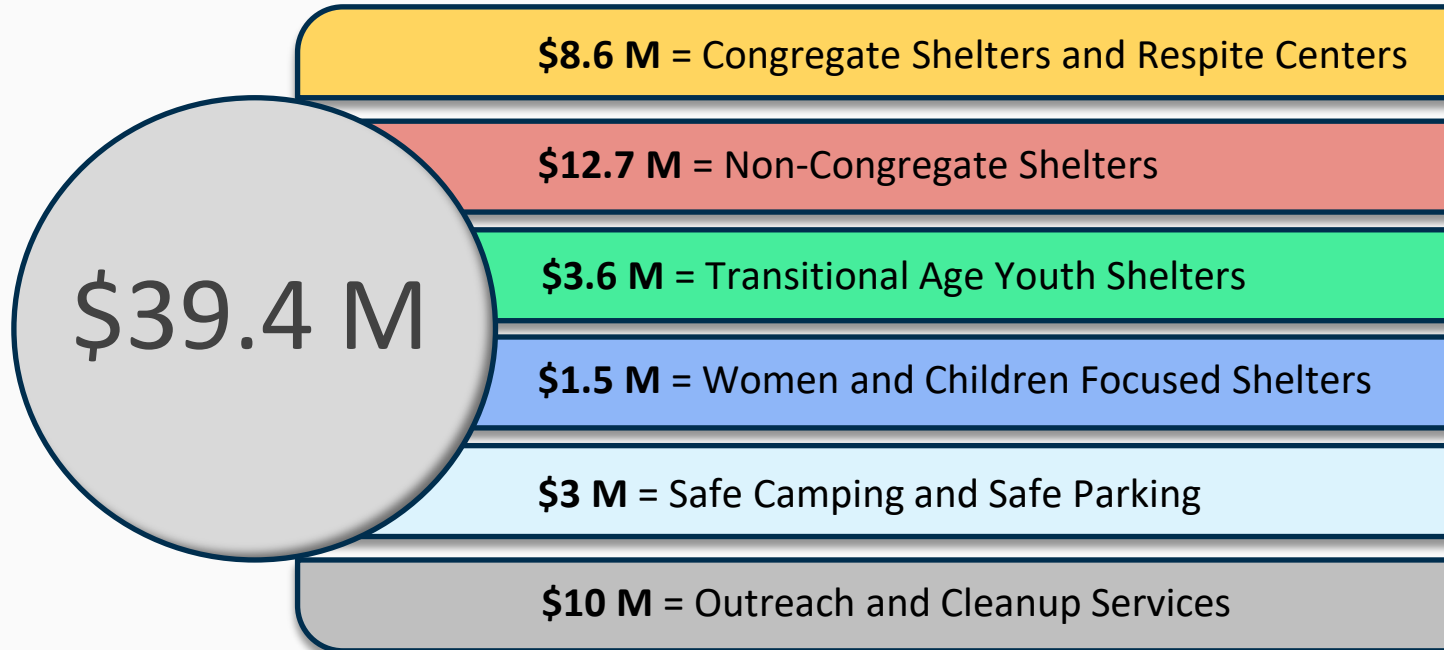 $8.6 M = Congregate Shelters and Respite Centers
$12.7 M = Non-Congregate Shelters
$3.6 M = Transitional Age Youth Shelters
$39.4 M
$1.5 M = Women and Children Focused Shelters
$3 M = Safe Camping and Safe Parking
$10 M = Outreach and Cleanup Services